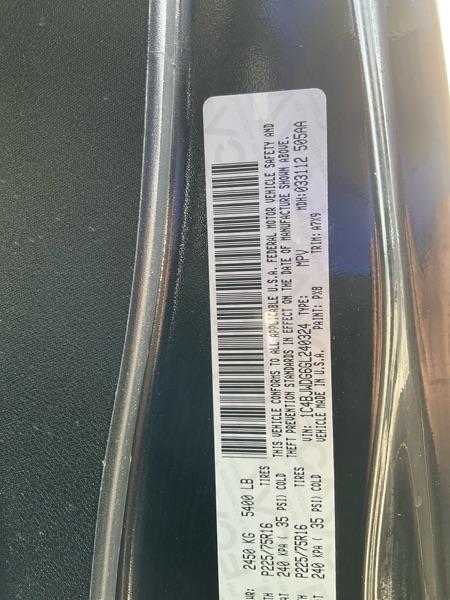 THIS VEHICLE CONFORMS TO ALL APPLICABLE U.S.A. FEDERAL MOTOR VEHICLE SAFETY AND
THEFT PREVENTION STANDARDS IN EFFECT ON THE DATE OF MANUFACTURE SHOWN ABOVE.
VIN: 1C4BJWDG6GL240324 TYPE: MPV MDH:033112 505AA
VEHICLE MADE IN U.S.A. PAINT: PXB TRIM: A7X9
2450 KG 5400 LB
P225/75R16 TIRES
240 KPA ( 35 PSI) COLD
P225/75R16 TIRES
240 KPA ( 35 PSI) COLD